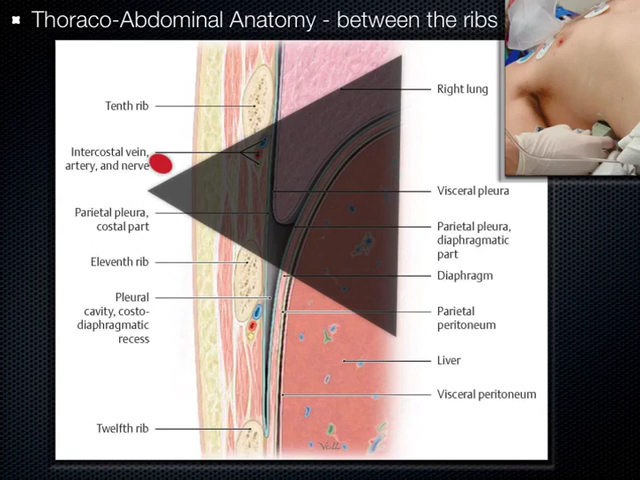 Thoraco-Abdominal Anatomy - between the ribs
Tenth rib
Right lung
Intercostal vein,
artery, and nerve
Visceral pleura
Parietal pleura,
costal part
Parietal pleura,
diaphragmatic
part
Eleventh rib
Diaphragm
Pleural
cavity, costo-
diaphragmatic
recess
Parietal
peritoneum
Liver
Visceral peritoneum
Twelfth rib